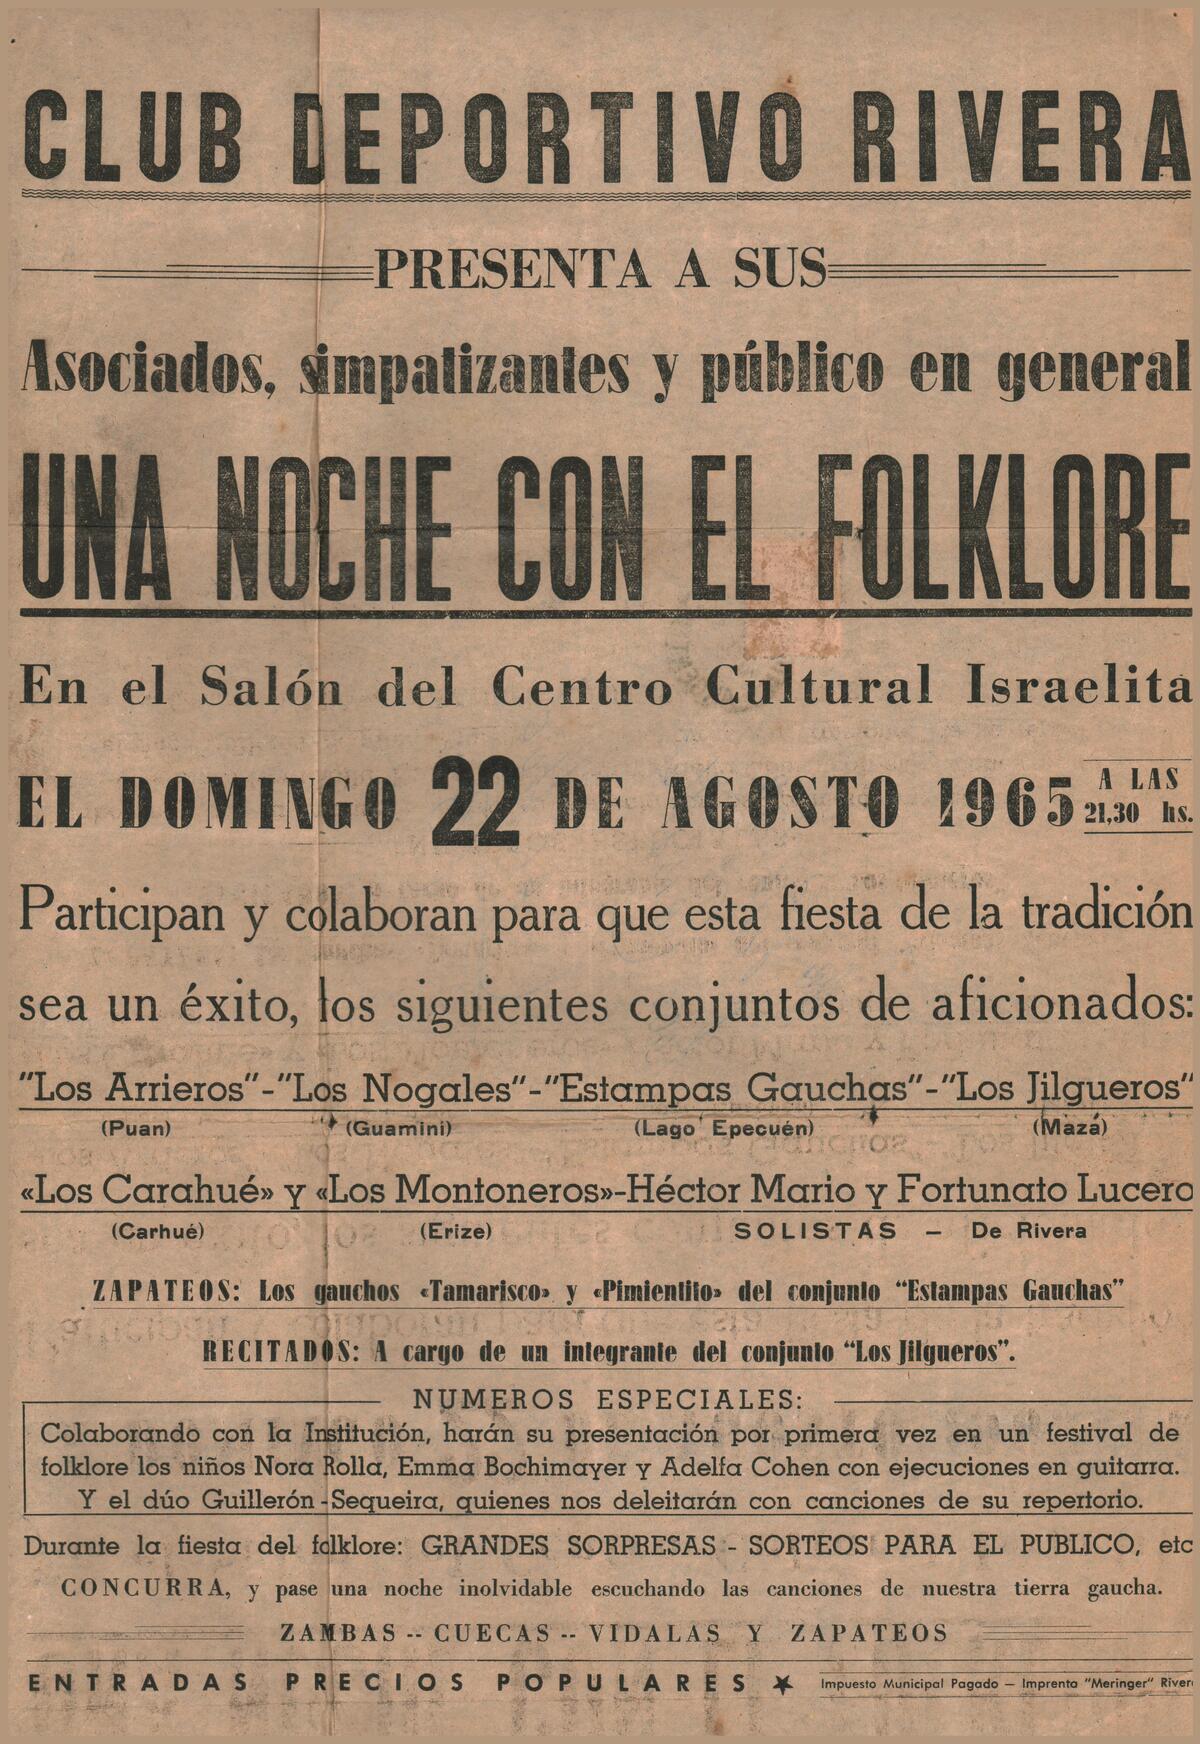 CLUB DEPORTIVO RIVERA
PRESENTA A SUS
Asociados, simpatizantes y público en general
UNA NOCHE CON EL FOLKLORE
En el Salón del Centro Cultural Israelita
EL DOMINGO 22 DE AGOSTO 1965 A LAS
21,30 hs.
Participan y colaboran para que esta fiesta de la tradición
sea un éxito, los siguientes conjuntos de aficionados:
"Los Arrieros"-"Los Nogales"-"Estampas Gauchas"-"Los Jilgueros"
(Puan) (Guamini) (Lago Epecuén) (Mazá)
«Los Carahué» y «Los Montoneros»-Héctor Mario y Fortunato Lucero
(Carhué) (Erize) SOLISTAS – De Rivera
ZAPATEOS: Los gauchos «Tamarisco» y «Pimientito» del conjunto "Estampas Gauchas"
RECITADOS: A cargo de un integrante del conjunto "Los Jilgueros".
NUMEROS ESPECIALES:
Colaborando con la Institución, harán su presentación por primera vez en un festival de
folklore los niños Nora Rolla, Emma Bochimayer y Adelfa Cohen con ejecuciones en guitarra.
Y el dúo Guillerón-Sequeira, quienes nos deleitarán con canciones de su repertorio.
Durante la fiesta del folklore: GRANDES SORPRESAS - SORTEOS PARA EL PUBLICO, etc
CONCURRA, y pase una noche inolvidable escuchando las canciones de nuestra tierra gaucha.
ZAMBAS -- CUECAS -- VIDALAS Y ZAPATEOS
ENTRADAS PRECIOS POPULARES ★ Impuesto Municipal Pagado — Imprenta "Meringer" River